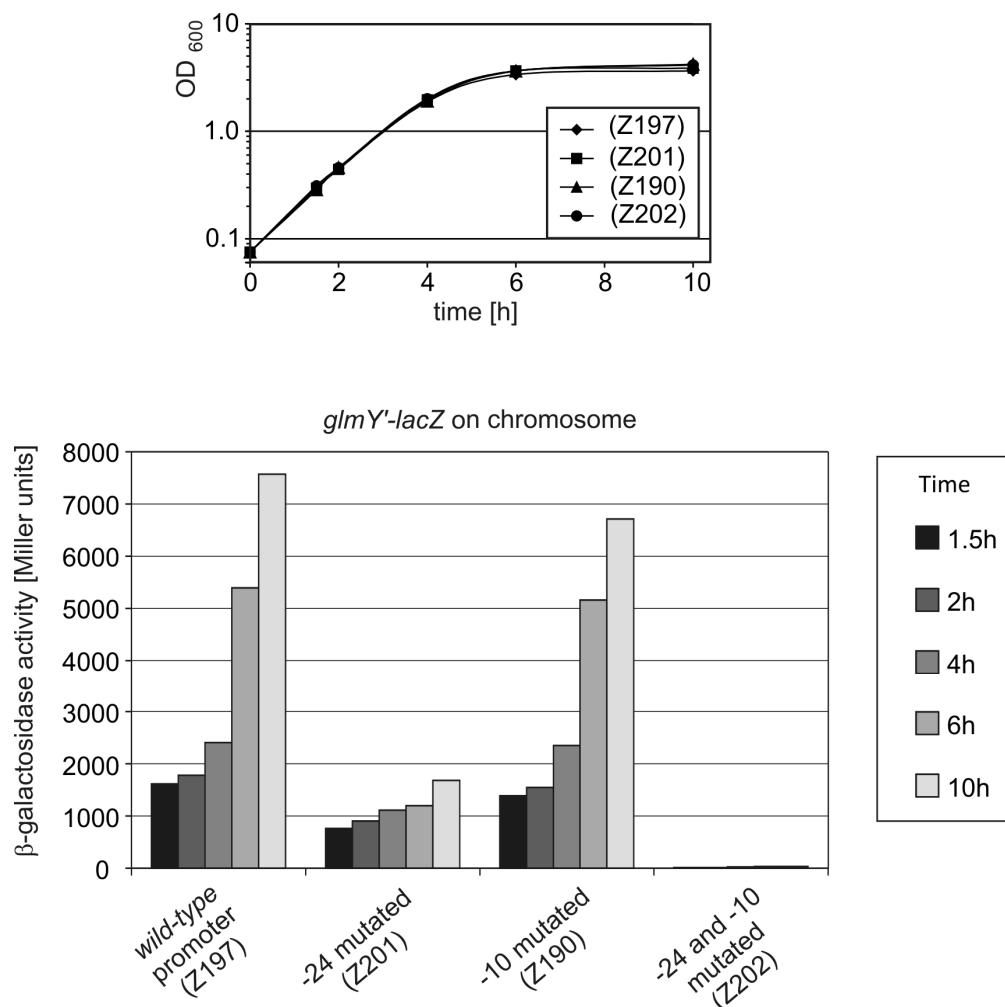 OD 600
10
1.0
0.1
(Z197)
(Z201)
(Z190)
(Z202)
0 2 4 6 8 10
time [h]
glmY'-lacZ on chromosome
β-galactosidase activity [Miller units]
8000
7000
6000
5000
4000
3000
2000
1000
0
wild-type
promoter
(Z197)
-24 mutated
(Z201)
-10 mutated
(Z190)
-24 and -10
mutated
(Z202)
Time
1.5h
2h
4h
6h
10h